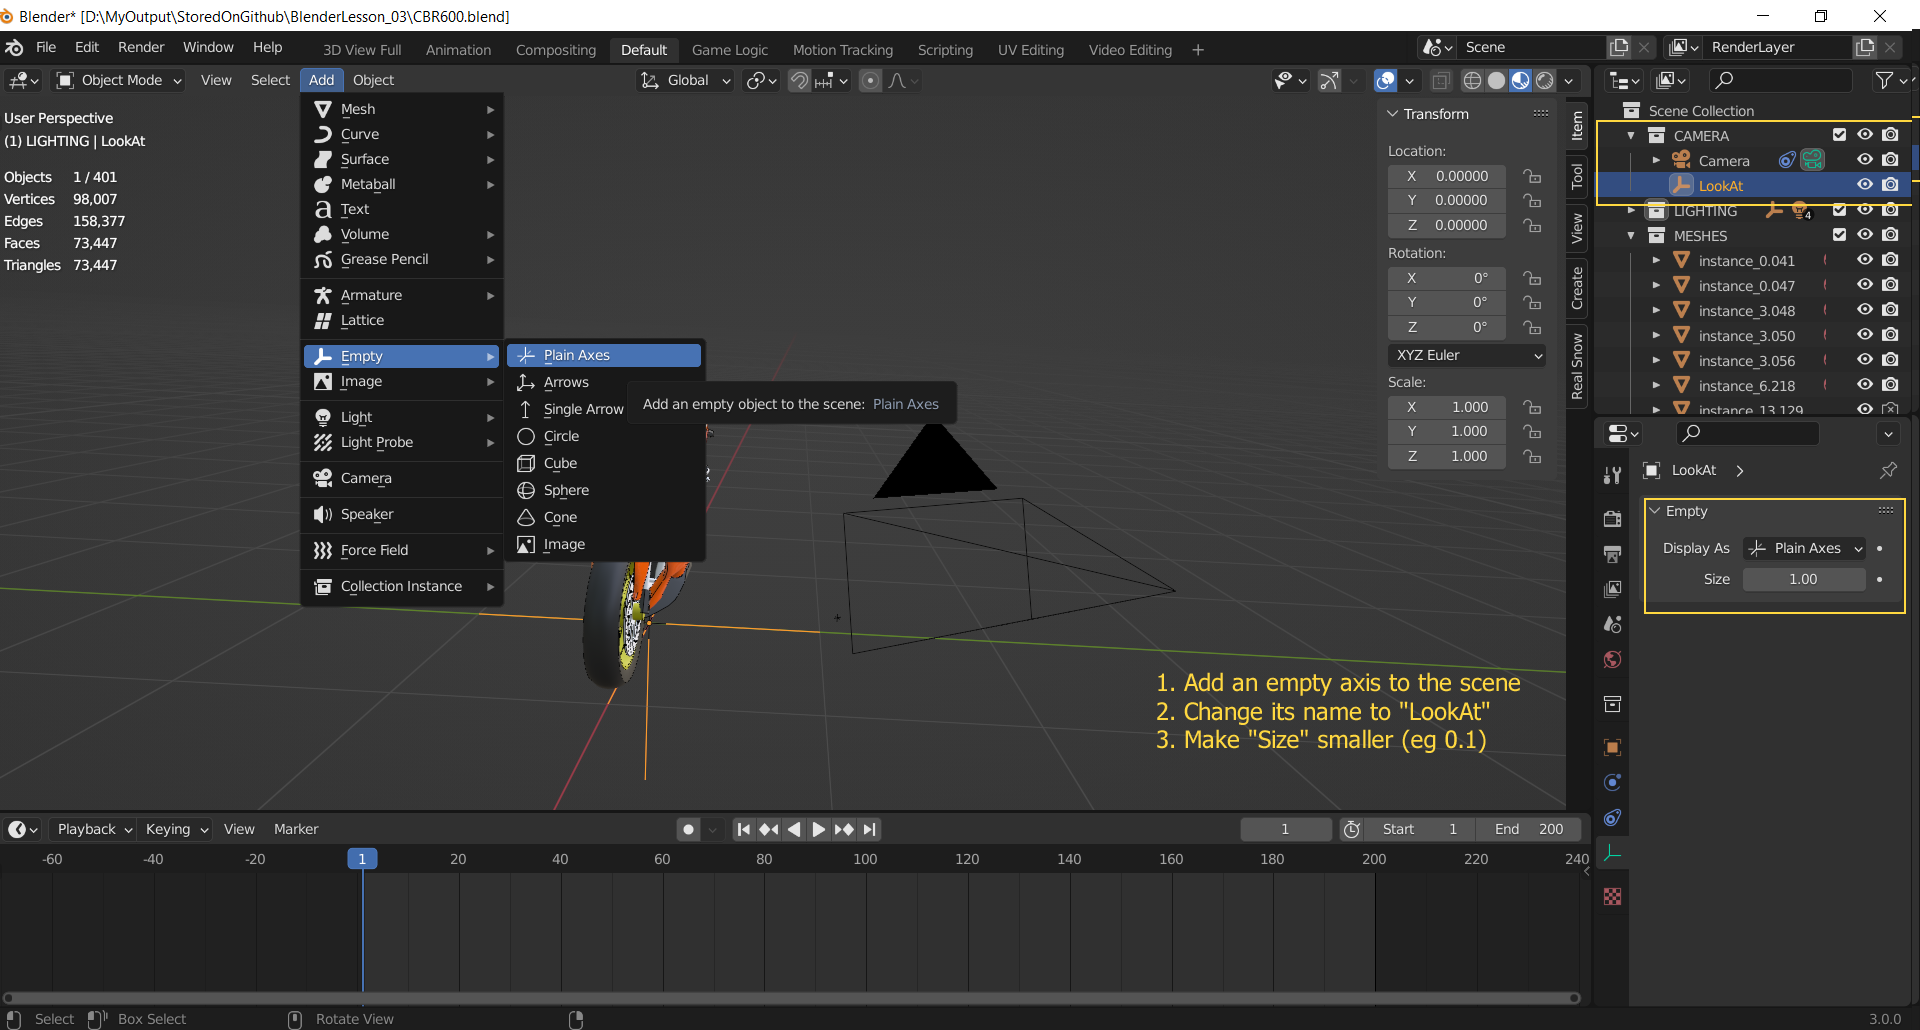 Blender* [D:\MyOutput\StoredOnGithub\BlenderLesson_03\CBR600.blend]
File Edit Render Window Help 3D View Full Animation Compositing Default Game Logic Motion Tracking Scripting UV Editing Video Editing + Scene RenderLayer
Object Mode View Select Add Object Global
User Perspective
(1) LIGHTING | LookAt
Objects 1 / 401
Vertices 98,007
Edges 158,377
Faces 73,447
Triangles 73,447
Mesh
Curve
Surface
Metaball
Text
Volume
Grease Pencil
Armature
Lattice
Empty
Image
Light
Light Probe
Camera
Speaker
Force Field
Collection Instance
Plain Axes
Arrows
Single Arrow
Circle
Cube
Sphere
Cone
Image
Add an empty object to the scene: Plain Axes
Transform
Location:
X 0.00000
Y 0.00000
Z 0.00000
Rotation:
X 0°
Y 0°
Z 0°
XYZ Euler
Scale:
X 1.000
Y 1.000
Z 1.000
Item
Tool
View
Create
Real Snow
Scene Collection
CAMERA
Camera
LookAt
LIGHTING 4
MESHES
instance_0.041
instance_0.047
instance_3.048
instance_3.050
instance_3.056
instance_6.218
instance_13.129
LookAt
Empty
Display As Plain Axes
Size 1.00
1. Add an empty axis to the scene
2. Change its name to "LookAt"
3. Make "Size" smaller (eg 0.1)
Playback Keying View Marker 1 Start 1 End 200
-60 -40 -20 1 20 40 60 80 100 120 140 160 180 200 220 240
Select Box Select Rotate View 3.0.0